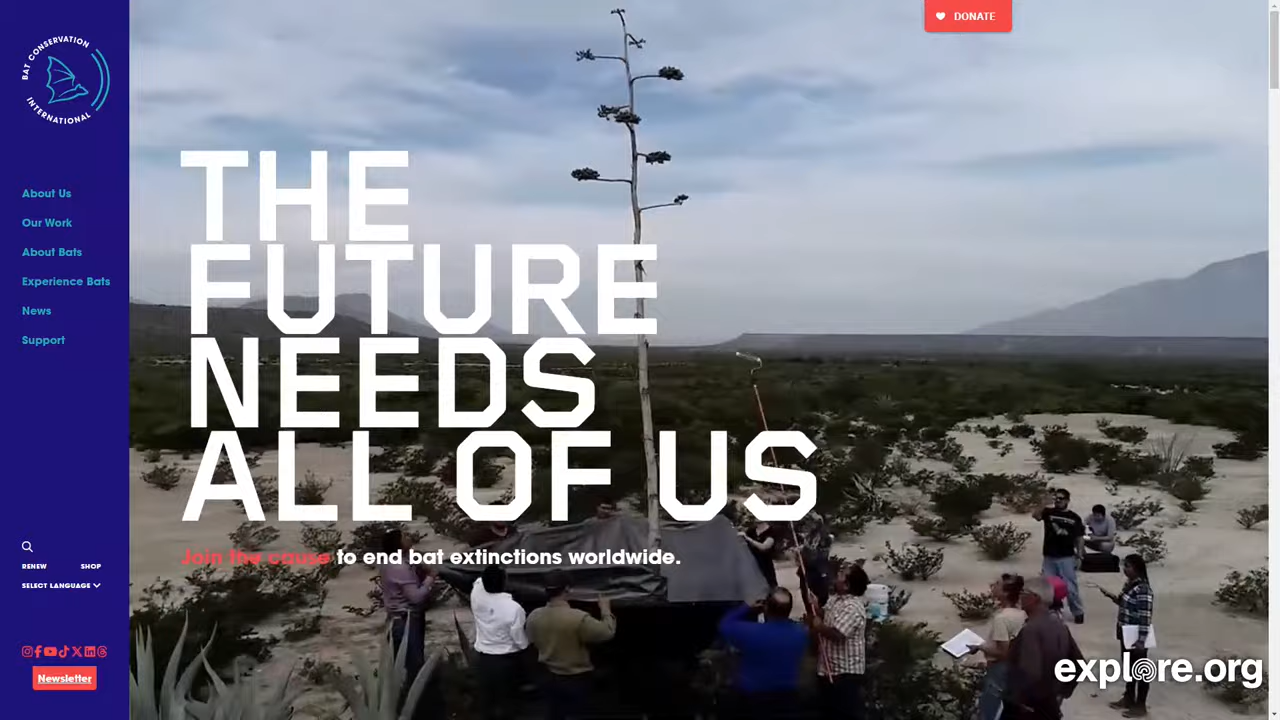 BAT CONSERVATION
INTERNATIONAL
About Us
Our Work
About Bats
Experience Bats
News
Support
RENEW SHOP
SELECT LANGUAGE
Newsletter
DONATE
THE
FUTURE
NEEDS
ALL OF US
Join the cause to end bat extinctions worldwide.
explore.org